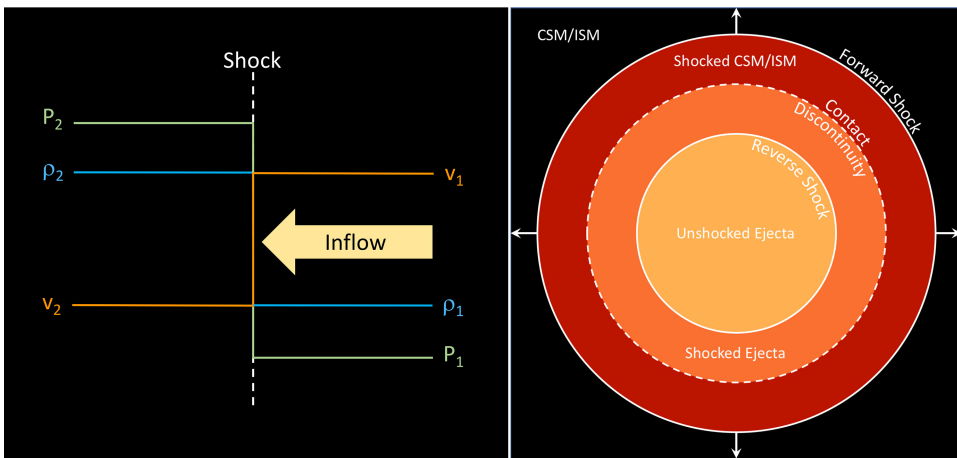 Shock
P2
ρ2
v1
Inflow
v2
ρ1
P1
CSM/ISM
Shocked CSM/ISM
Forward Shock
Contact
Discontinuity
Reverse Shock
Unshocked Ejecta
Shocked Ejecta